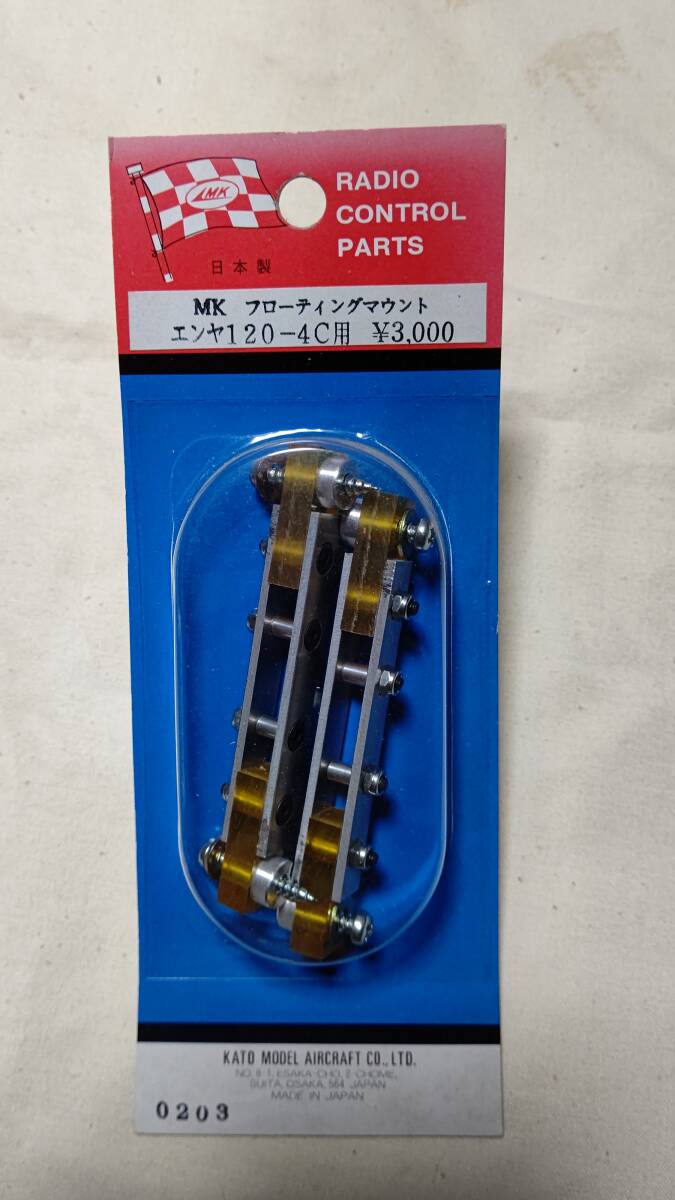 MK
RADIO
CONTROL
PARTS
日本製
MK フローティングマウント
エンヤ120-4C用 ¥3,000
KATO MODEL AIRCRAFT CO., LTD.
NO. 8-1, ESAKA-CHO, 2-CHOME,
SUITA, OSAKA, 564 JAPAN
MADE IN JAPAN
0203